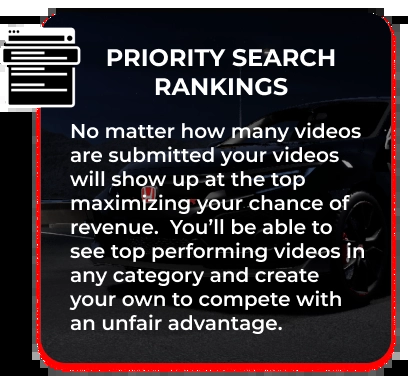 PRIORITY SEARCH
RANKINGS
No matter how many videos
are submitted your videos
will show up at the top
maximizing your chance of
revenue.  You'll be able to
see top performing videos in
any category and create
your own to compete with
an unfair advantage.